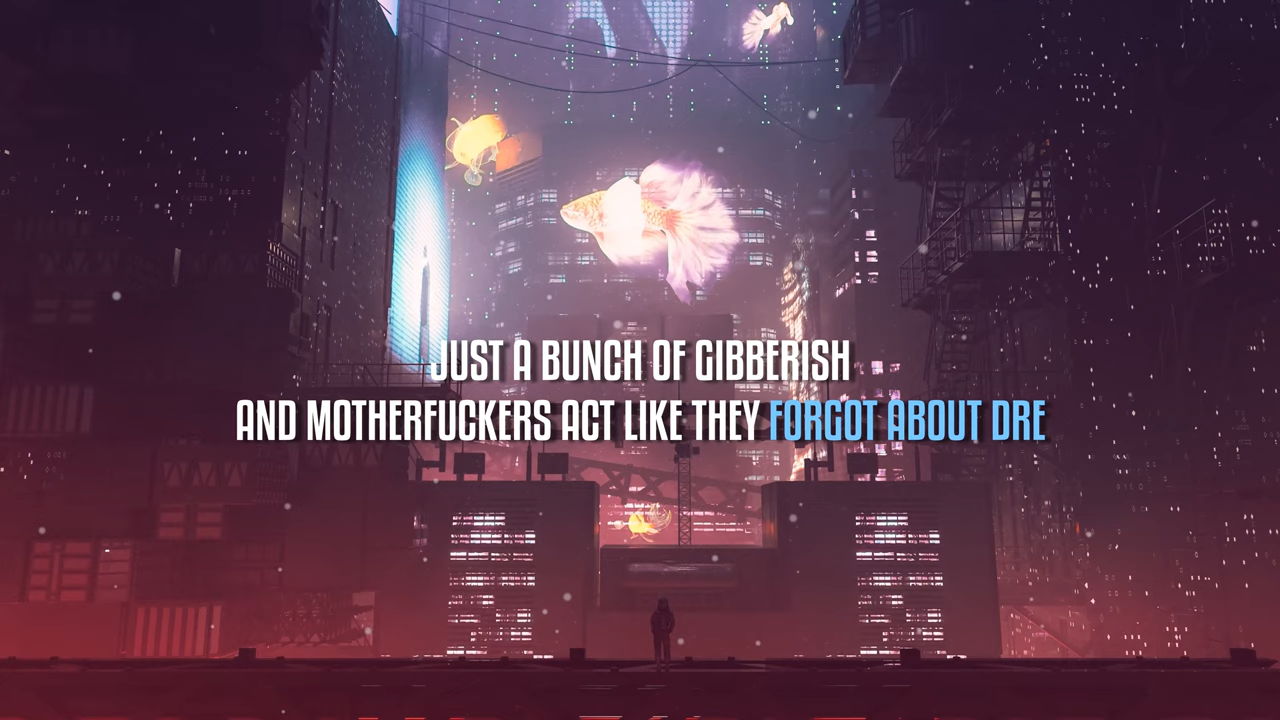 JUST A BUNCH OF GIBBERISH
AND MOTHERFUCKERS ACT LIKE THEY FORGOT ABOUT DRE